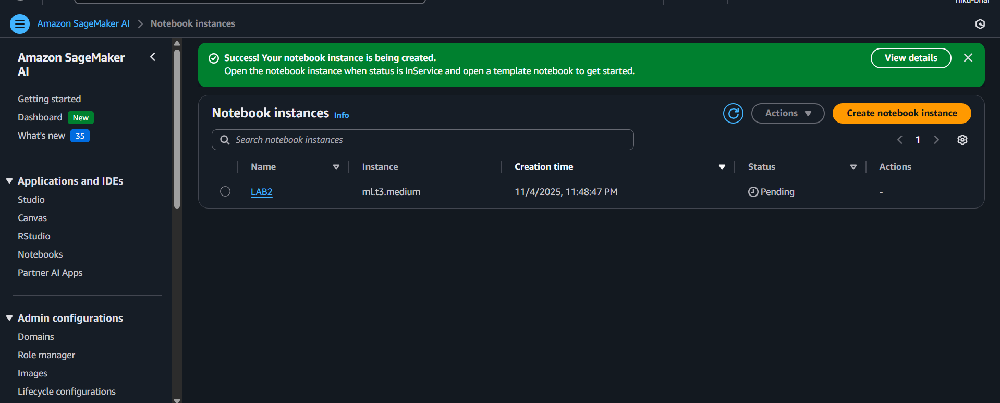 Amazon SageMaker AI > Notebook instances
Amazon SageMaker
AI
Getting started
Dashboard New
What's new 35
Applications and IDEs
Studio
Canvas
RStudio
Notebooks
Partner AI Apps
Admin configurations
Domains
Role manager
Images
Lifecycle configurations
Success! Your notebook instance is being created.
Open the notebook instance when status is InService and open a template notebook to get started.
View details
Notebook instances Info
Actions
Create notebook instance
Search notebook instances
1
Name Instance Creation time Status Actions
LAB2 ml.t3.medium 11/4/2025, 11:48:47 PM Pending -